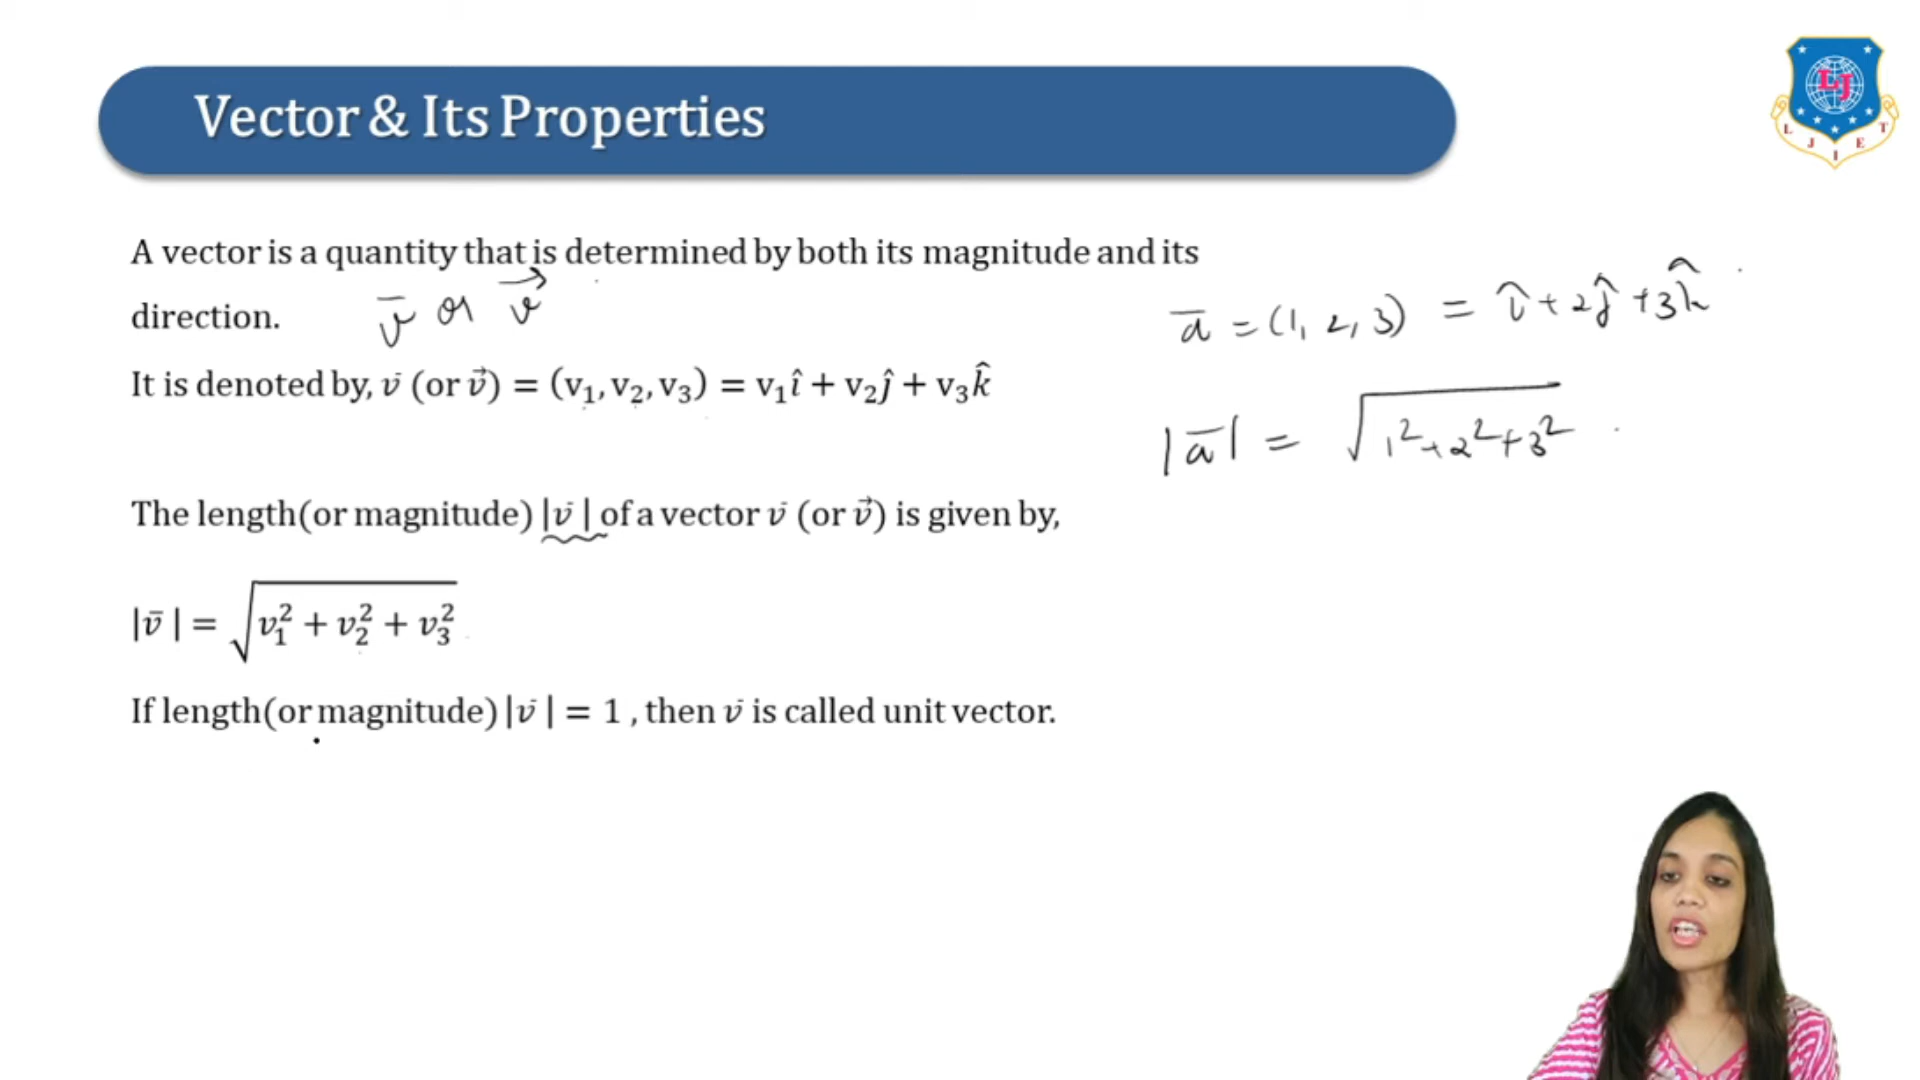 Vector & Its Properties
LJ
L J I E T
A vector is a quantity that is determined by both its magnitude and its
direction.
v̅ or v⃗
a̅ = (1, 2, 3) = î + 2ĵ + 3k̂
It is denoted by, v̅ (or v⃗) = (v₁, v₂, v₃) = v₁î + v₂ĵ + v₃k̂
|a̅| = √(1² + 2² + 3²)
The length(or magnitude) |v̅| of a vector v̅ (or v⃗) is given by,
|v̅| = √(v₁² + v₂² + v₃²)
If length(or magnitude) |v̅| = 1 , then v̅ is called unit vector.